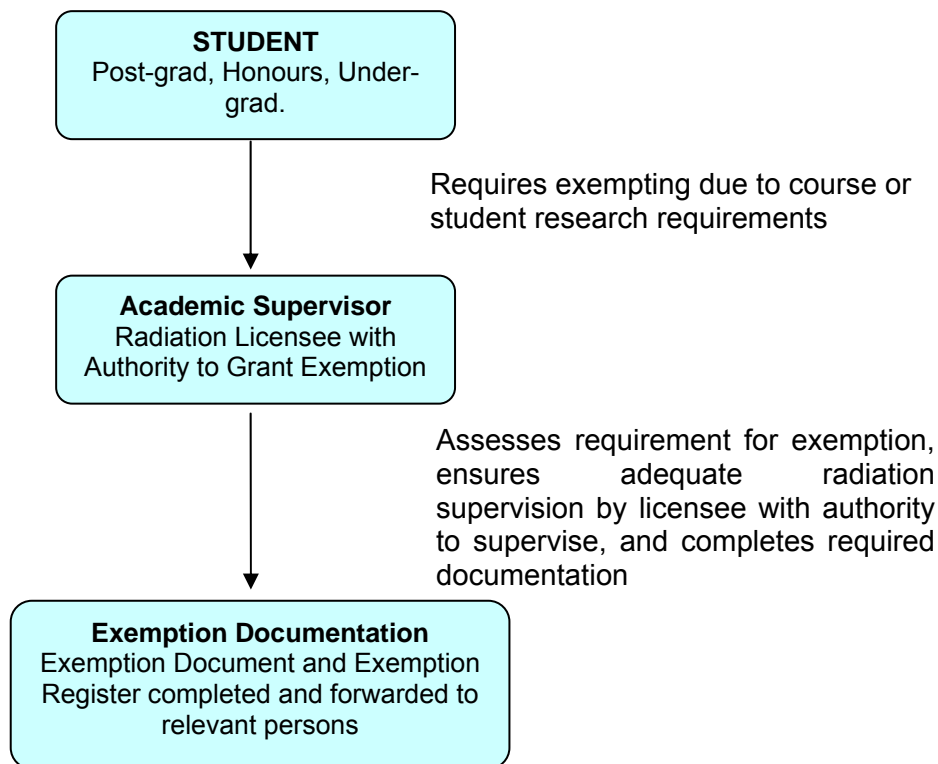 STUDENT
Post-grad, Honours, Under-
grad.
Requires exempting due to course or
student research requirements
Academic Supervisor
Radiation Licensee with
Authority to Grant Exemption
Assesses requirement for exemption,
ensures adequate radiation
supervision by licensee with authority
to supervise, and completes required
documentation
Exemption Documentation
Exemption Document and Exemption
Register completed and forwarded to
relevant persons